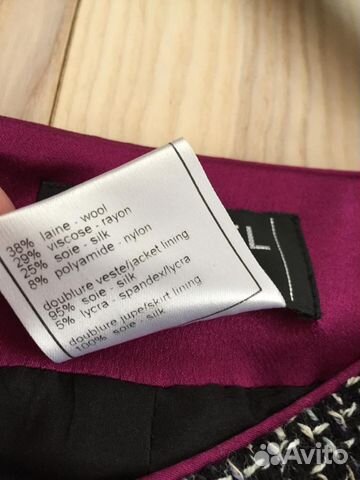 38% laine - wool
29% viscose - rayon
25% soie - silk
8% polyamide - nylon
doublure veste/jacket lining
95% soie - silk
5% lycra - spandex/lycra
doublure jupe/skirt lining
100% soie - silk
L
Avito